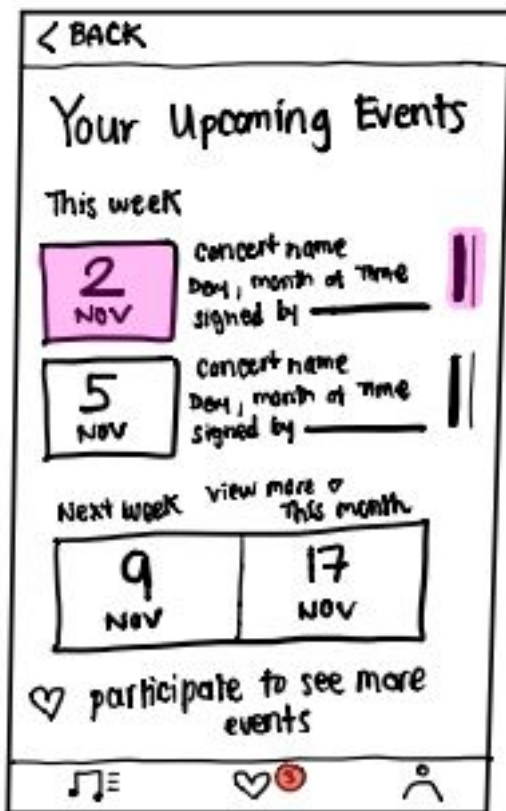 < BACK
Your Upcoming Events
This week
2
NOV
concert name
Day, month at Time
signed by
5
NOV
concert name
Day, month at Time
signed by
view more
Next week
This month
9
NOV
17
NOV
participate to see more
events